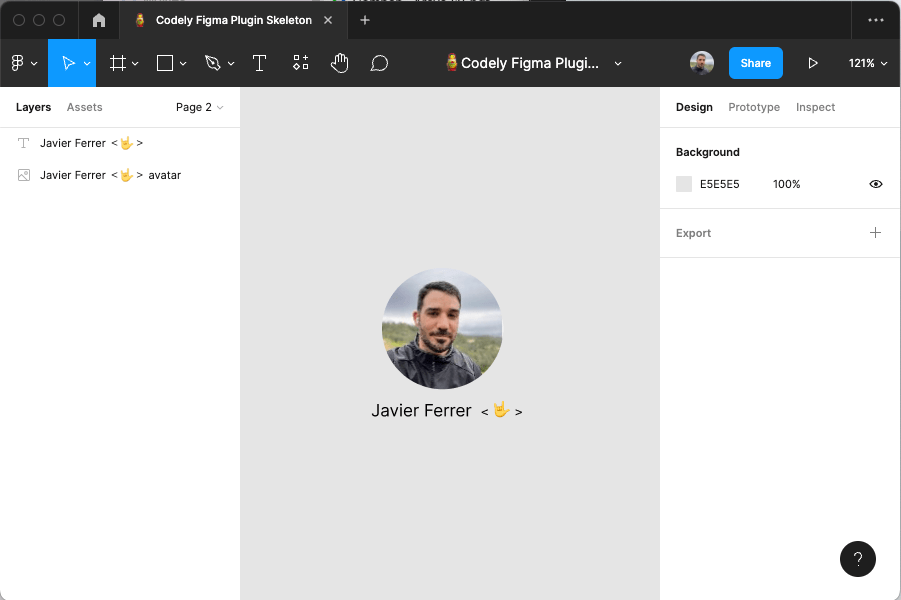 Codely Figma Plugin Skeleton
Codely Figma Plugi...
Share
121%
Layers
Assets
Page 2
Design
Prototype
Inspect
Javier Ferrer <🤟>
Javier Ferrer <🤟> avatar
Background
E5E5E5
100%
Export
Javier Ferrer <🤟>
?